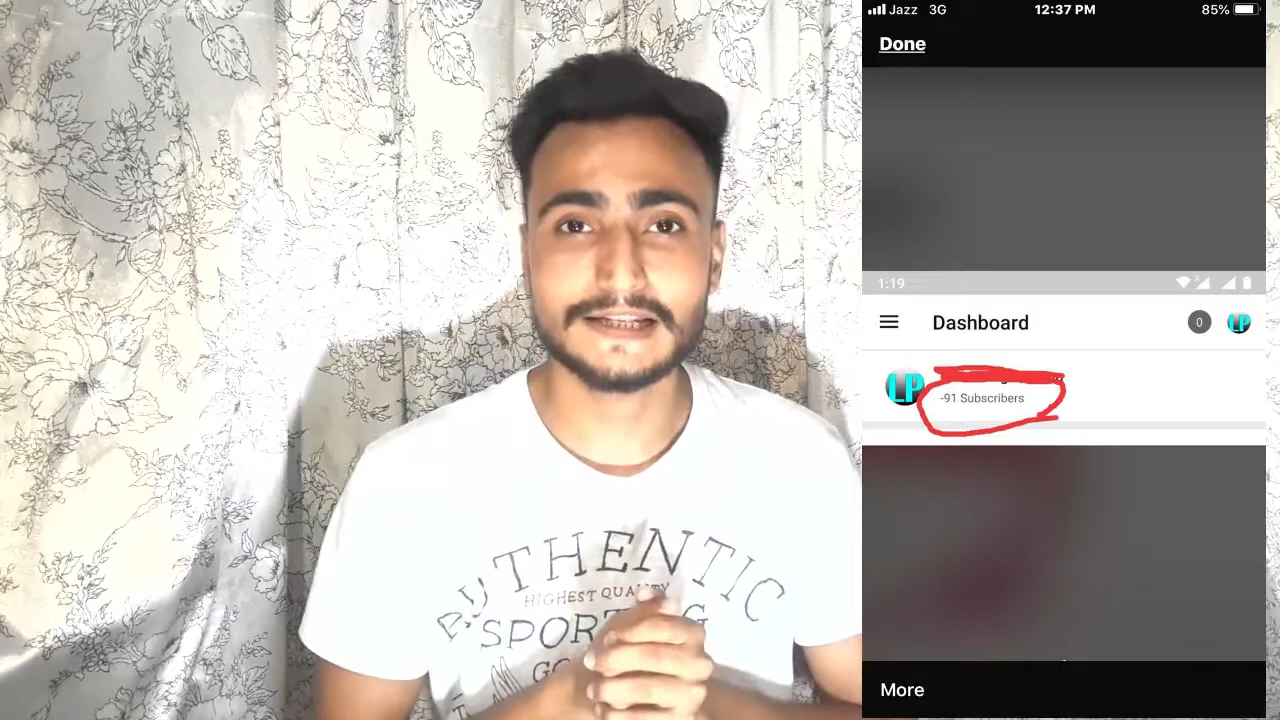 Jazz 3G 12:37 PM 85%
Done
1:19
Dashboard 0 LP
LP -91 Subscribers
More
AUTHENTIC
HIGHEST QUALITY